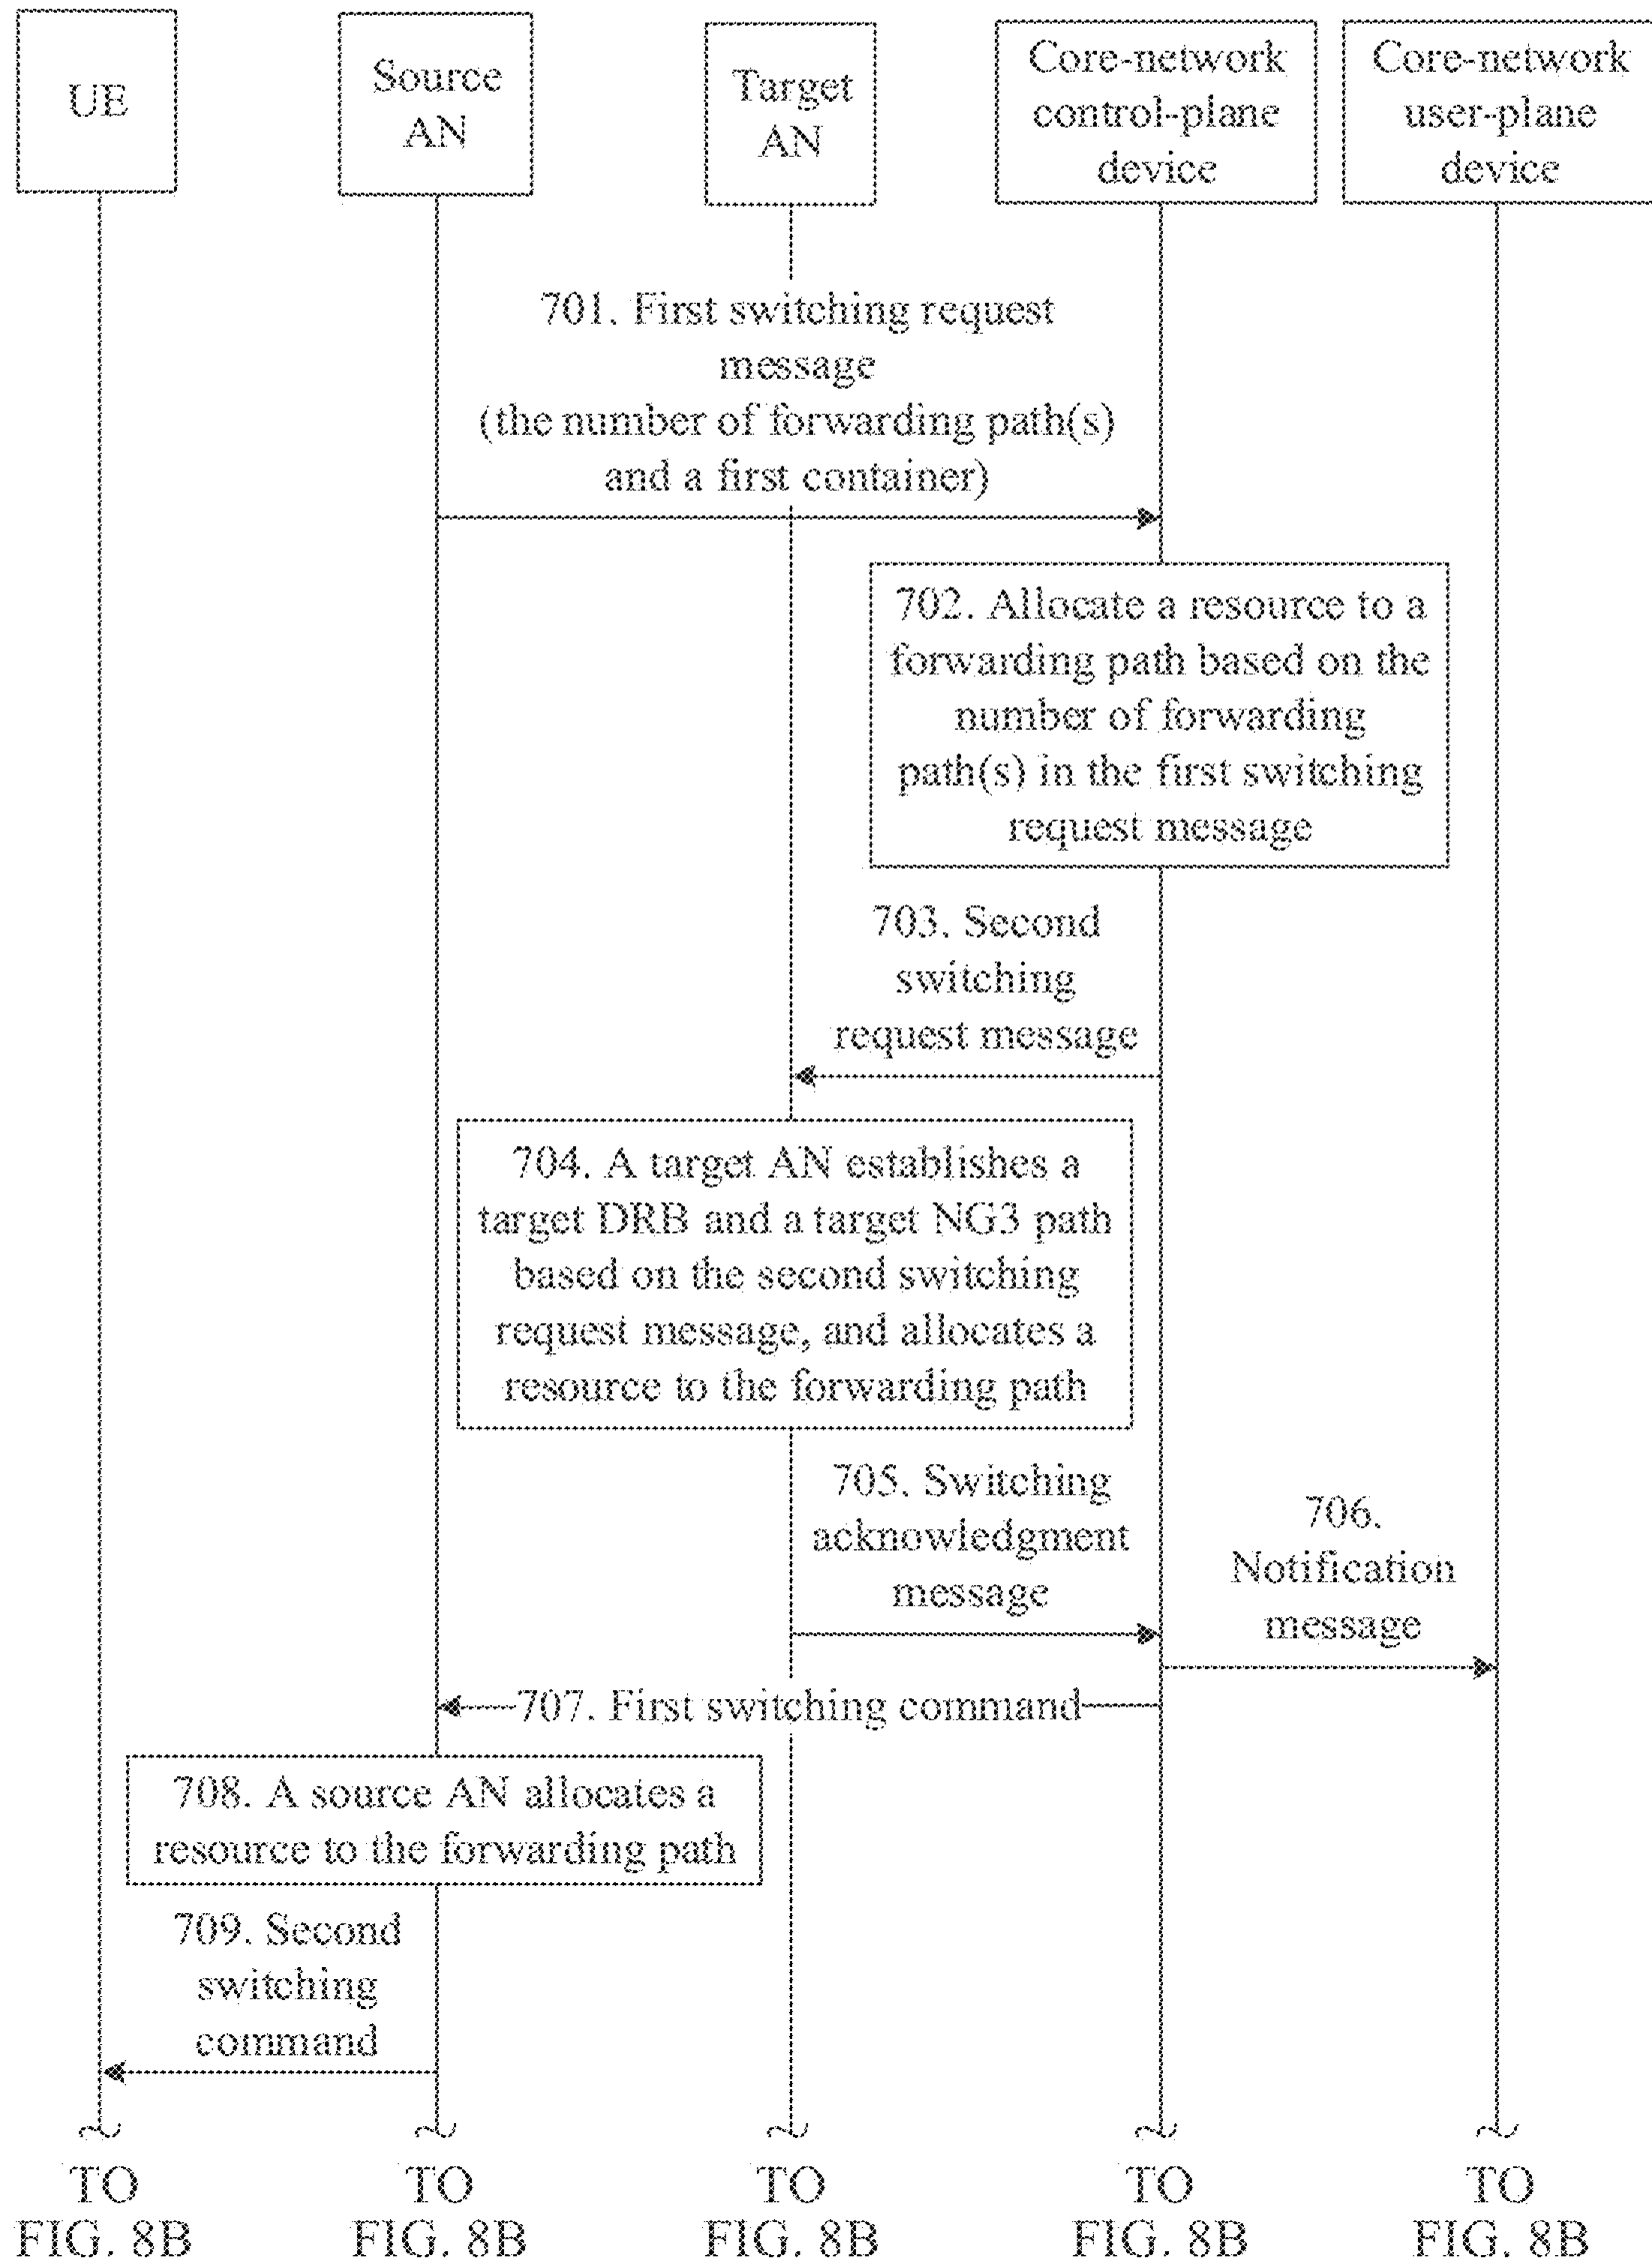 UE
Source
AN
Target
AN
Core-network
control-plane
device
Core-network
user-plane
device
701. First switching request
message
(the number of forwarding path(s)
and a first container)
702. Allocate a resource to a
forwarding path based on the
number of forwarding
path(s) in the first switching
request message
703. Second
switching
request message
704. A target AN establishes a
target DRB and a target NG3 path
based on the second switching
request message, and allocates a
resource to the forwarding path
705. Switching
acknowledgment
message
706.
Notification
message
707. First switching command
708. A source AN allocates a
resource to the forwarding path
709. Second
switching
command
TO
FIG. 8B
TO
FIG. 8B
TO
FIG. 8B
TO
FIG. 8B
TO
FIG. 8B